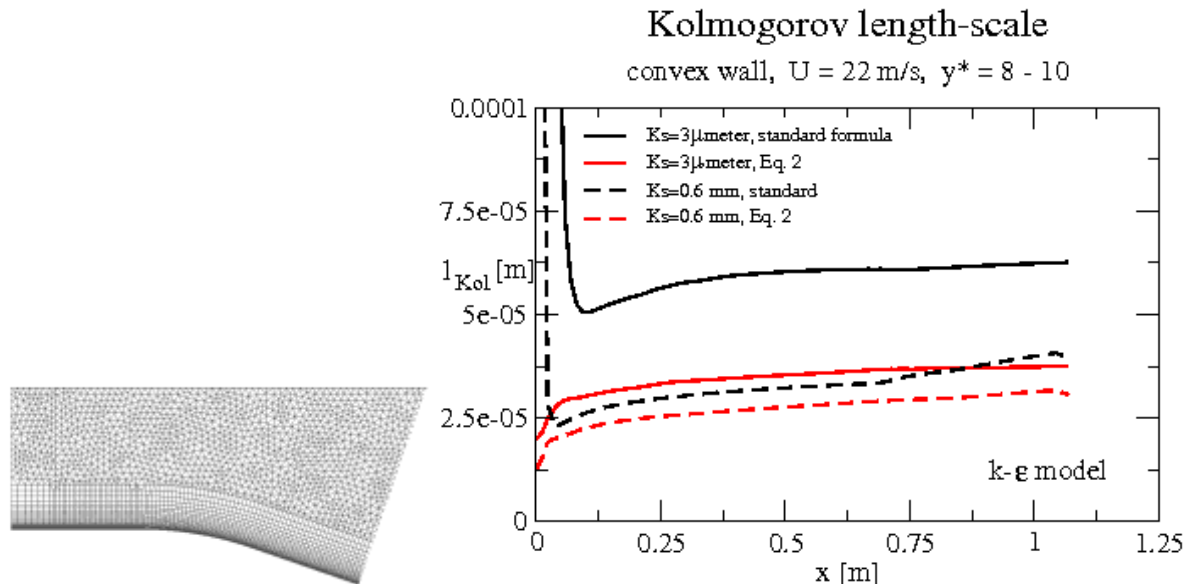 Kolmogorov length-scale
convex wall, U = 22 m/s, y* = 8 - 10
0.0001
Ks=3μmeter, standard formula
Ks=3μmeter, Eq. 2
Ks=0.6 mm, standard
Ks=0.6 mm, Eq. 2
7.5e-05
l_Kol [m]
5e-05
2.5e-05
k-ε model
0
0 0.25 0.5 0.75 1 1.25
x [m]